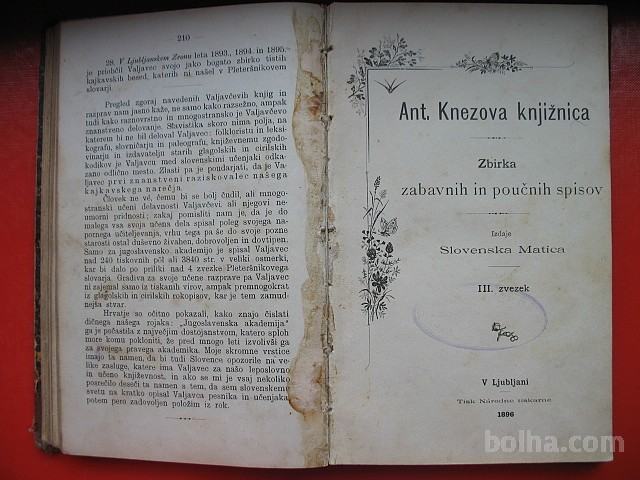 210
28. V Ljubljanskem Zvonu leta 1893., 1894. in 1895.
je priobčil Valjavec svojo jako bogato zbirko tistih
kajkavskih besed, katerih ni našel v Pleteršnikovem
slovarji.
Pregled zgoraj navedenih Valjavčevih knjig in
razprav nam jasno kaže, ne samo kako razsežno, ampak
tudi kako raznovrstno in mnogostransko je Valjavčevo
znanstveno delovanje. Slavistika skoro nima polja, na
katerem bi ne bil deloval Valjavec: folkloristu in leksi-
kografu, slovničarju in paleografu, književnemu zgodo-
vinarju in izdavatelju starih glagolskih in cirilskih
kodikov je Valjavcu med slovenskimi učenjaki odka-
zano odlično mesto. Zlasti pa je poudarjati, da je Valja-
vec prvi znanstveni raziskovalec našega
kajkavskega narečja.
Človek ne vé, čemu bi se bolj čudil, ali mnogo-
stranski učeni delavnosti Valjavčevi ali njegovi neu-
morni pridnosti; zakaj pomisliti nam je, da je do
malega vsa svoja učena dela spisal poleg svojega na-
pornega učiteljevanja, vrhu tega pa še do svoje pozne
starosti ostal duševno živahen, dobrovoljen in dovtipen.
Samo za jugoslavensko akademijo je spisal Valjavec
nad 240 tiskovnih pôl ali 3840 str. v veliki osmerki,
kar bi dalo po priliki nad 4 zvezke Pleteršnikovega
slovarja. Gradiva za svoje učene razprave pa Valjavec
ni zajemal samo iz tiskanih virov, ampak premnogokrat
iz glagolskih in cirilskih rokopisov, kar je tem zamud-
nejša stvar.
Hrvatje so očitno pokazali, kako znajo čislati
dičnega našega rojaka: „Jugoslavenska akademija"
ga je počastila z največjim dostojanstvom, katero sploh
more komu pokloniti, že pred mnogo leti izvolivši ga
za svojega pravega akademika. Moje skromne vrstice
imajo ta namen, da bi tudi Slovence opozorile na ve-
like zasluge, katere ima Valjavec za našo leposlovno
in učeno književnost, in ako se mi je vsaj nekoliko
posrečilo doseči ta namen s tem, da sem slovenskemu
svetu na kratko opisal Valjavca pesnika in učenjaka
potem pero zadovoljen položim iz rok.
Ant. Knezova knjižnica
Zbirka
zabavnih in poučnih spisov
Izdaje
Slovenska Matica
III. zvezek
V Ljubljani
Tisk Národne tiskarne
1896
bolha.com